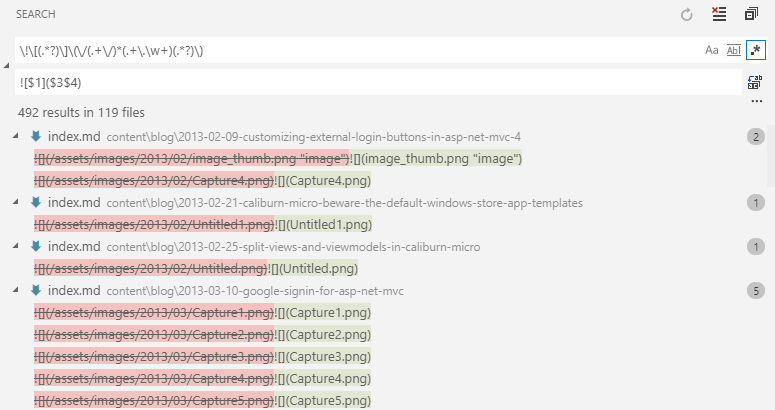 SEARCH
\!\[(.*?)\]\(\/(.+\/)*(.+\.\w+)(.*?)\)
Aa Abl .*
![$1]($3$4)
...
492 results in 119 files
index.md content\blog\2013-02-09-customizing-external-login-buttons-in-asp-net-mvc-4 2
![](/assets/images/2013/02/image_thumb.png "image")![](image_thumb.png "image")
![](/assets/images/2013/02/Capture4.png)![](Capture4.png)
index.md content\blog\2013-02-21-caliburn-micro-beware-the-default-windows-store-app-templates 1
![](/assets/images/2013/02/Untitled1.png)![](Untitled1.png)
index.md content\blog\2013-02-25-split-views-and-viewmodels-in-caliburn-micro 1
![](/assets/images/2013/02/Untitled.png)![](Untitled.png)
index.md content\blog\2013-03-10-google-signin-for-asp-net-mvc 5
![](/assets/images/2013/03/Capture1.png)![](Capture1.png)
![](/assets/images/2013/03/Capture2.png)![](Capture2.png)
![](/assets/images/2013/03/Capture3.png)![](Capture3.png)
![](/assets/images/2013/03/Capture4.png)![](Capture4.png)
![](/assets/images/2013/03/Capture5.png)![](Capture5.png)